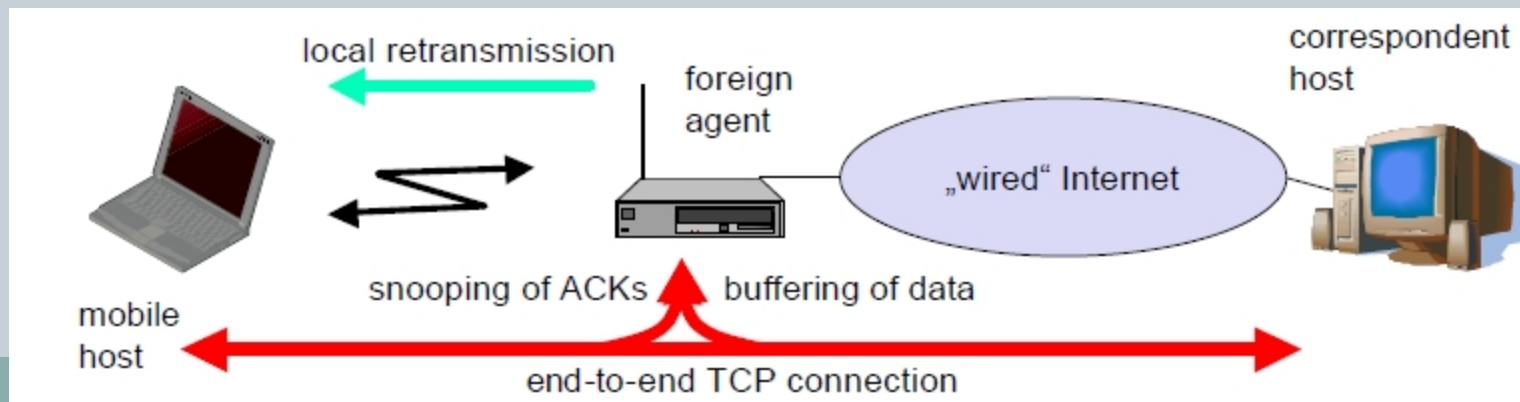 local retransmission
correspondent
host
foreign
agent
„wired“ Internet
snooping of ACKs
buffering of data
mobile
host
end-to-end TCP connection